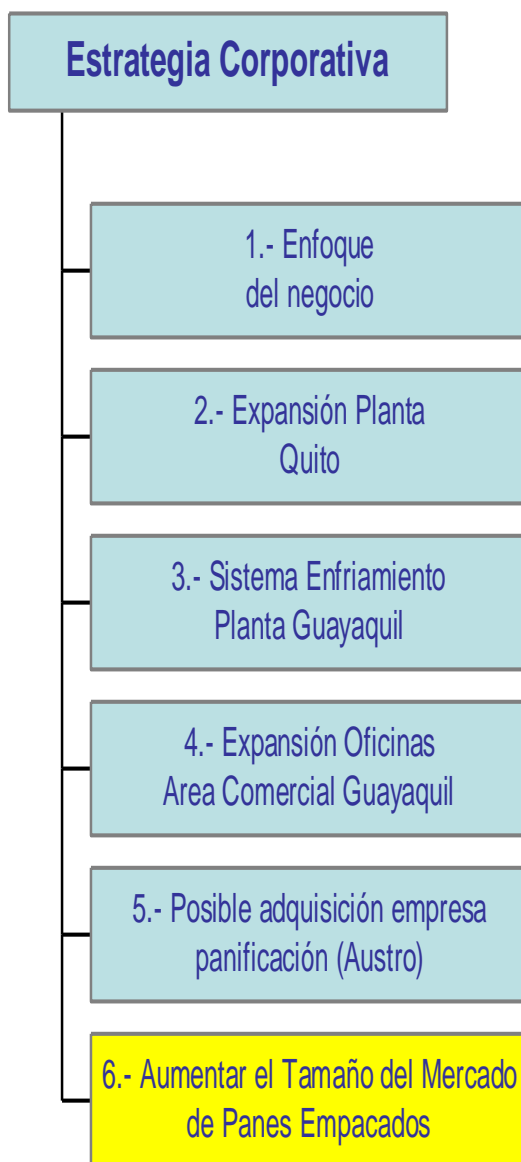 Estrategia Corporativa
1.- Enfoque
del negocio
2.- Expansión Planta
Quito
3.- Sistema Enfriamiento
Planta Guayaquil
4.- Expansión Oficinas
Area Comercial Guayaquil
5.- Posible adquisición empresa
panificación (Austro)
6.- Aumentar el Tamaño del Mercado
de Panes Empacados